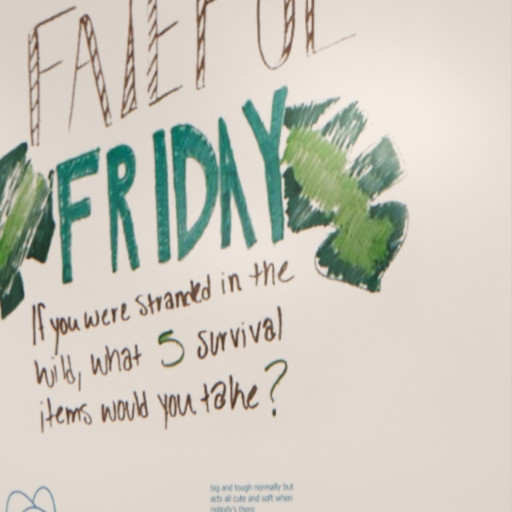 FATEFUL
FRIDAY
If you were stranded in the
wild, what 5 survival
items would you take?
big and tough normally but
acts all cute and soft when
nobody's there